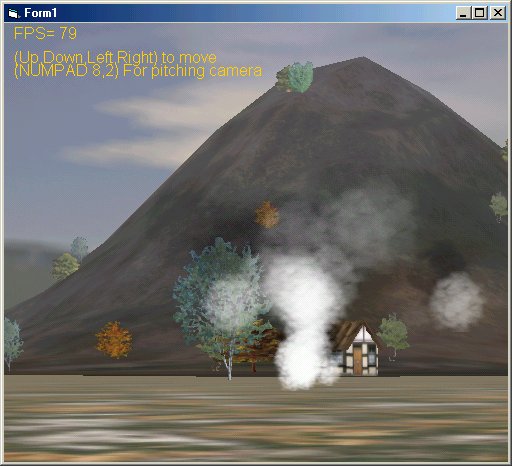 Form1
FPS= 79
(Up,Down,Left,Right) to move
(NUMPAD 8,2) For pitching camera